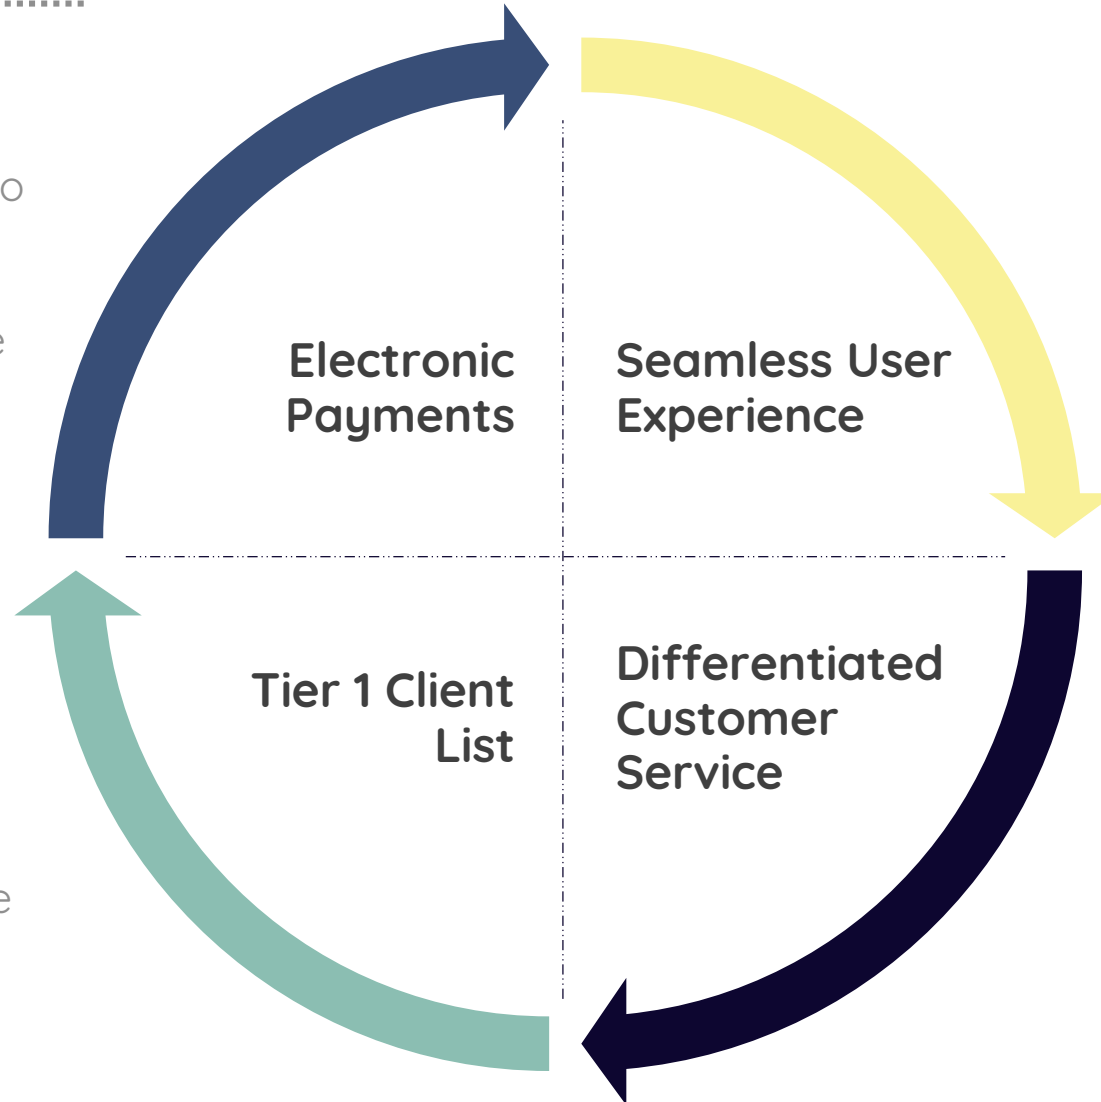 Electronic
Payments
Seamless User
Experience
Tier 1 Client
List
Differentiated
Customer
Service